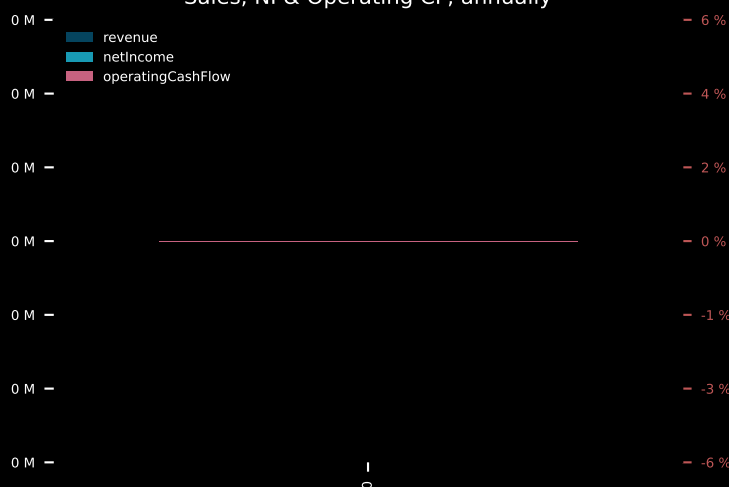 Sales, NI & Operating CF, annually
revenue
netIncome
operatingCashFlow
0 M
0 M
0 M
0 M
0 M
0 M
0 M
6 %
4 %
2 %
0 %
-1 %
-3 %
-6 %
0